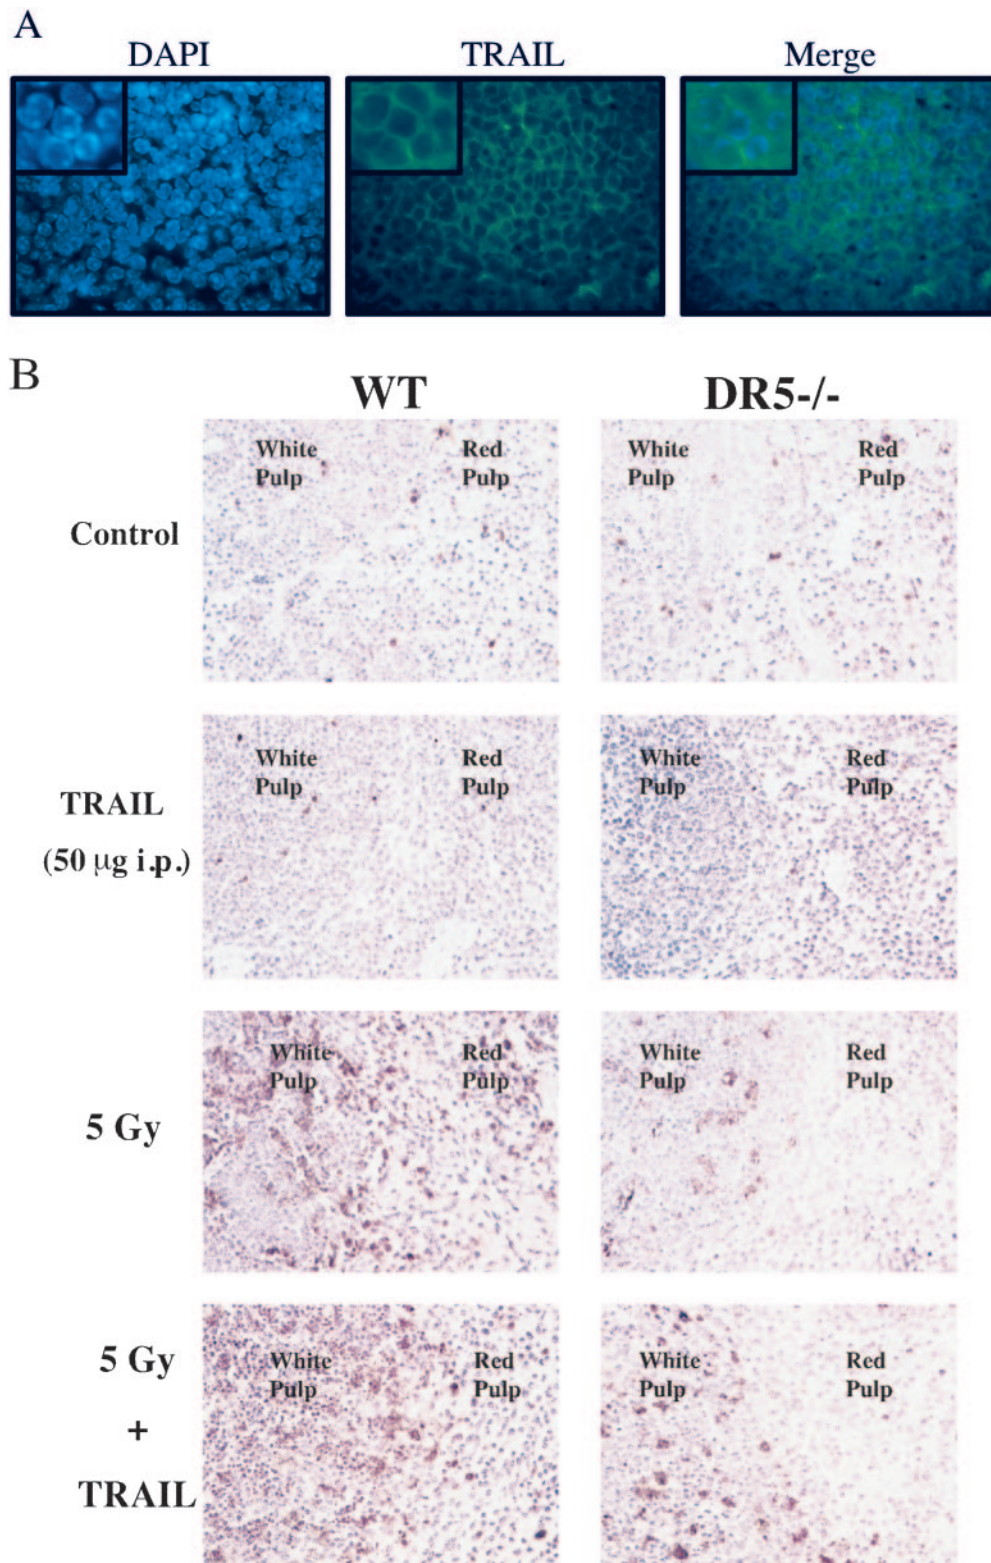 A
DAPI TRAIL Merge
B
WT DR5-/-
Control
White Pulp
Red Pulp
White Pulp
Red Pulp
TRAIL
(50 µg i.p.)
White Pulp
Red Pulp
White Pulp
Red Pulp
5 Gy
White Pulp
Red Pulp
White Pulp
Red Pulp
5 Gy
+
TRAIL
White Pulp
Red Pulp
White Pulp
Red Pulp